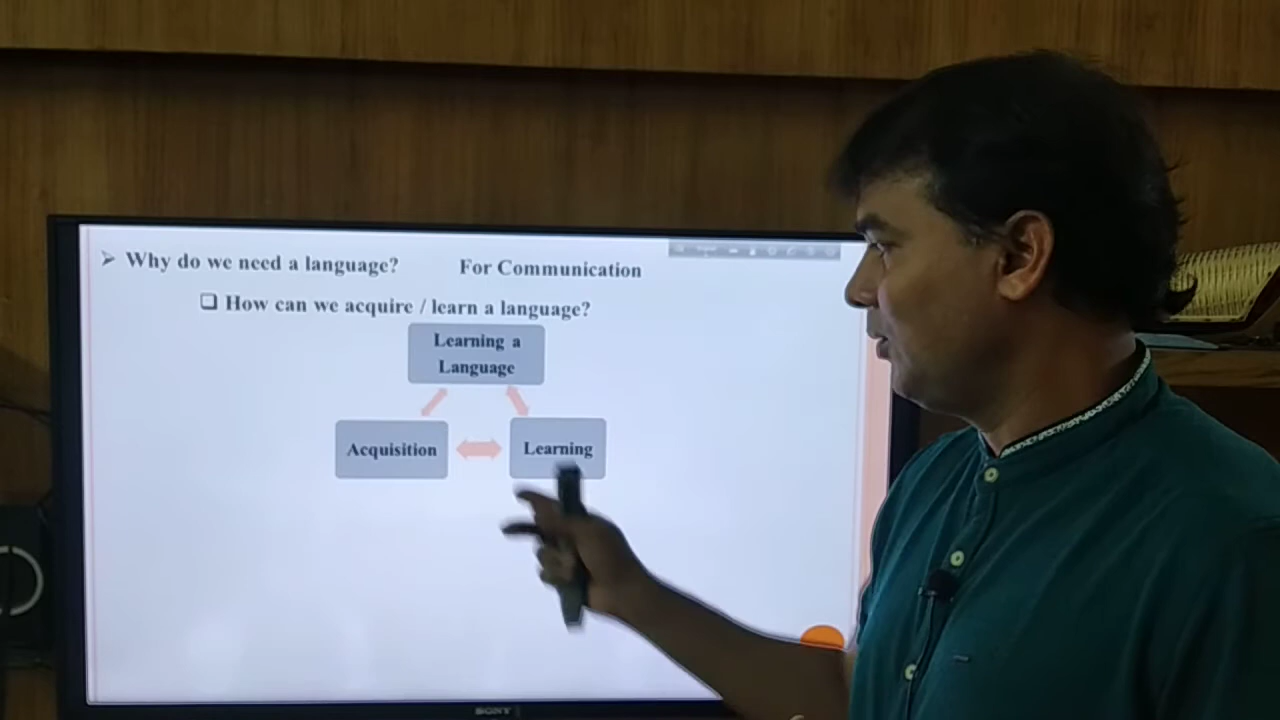 ➢ Why do we need a language? For Communication
❑ How can we acquire / learn a language?
Learning a
Language
Acquisition
Learning
SONY